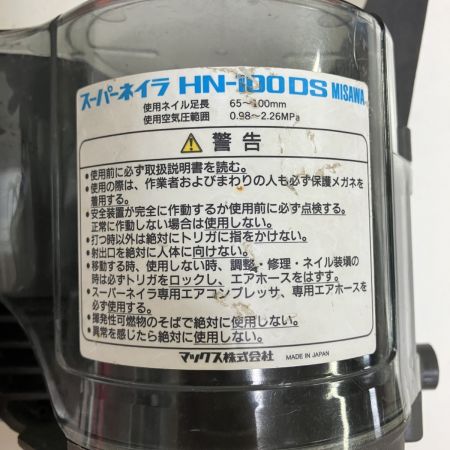 スーパーネイラ HN-100DS MISAWA
使用ネイル足長 65〜100mm
使用空気圧範囲 0.98〜2.26MPa
警告
●使用前に必ず取扱説明書を読む。
●使用の際は、作業者およびまわりの人も必ず保護メガネを
着用する。
●安全装置が完全に作動するか使用前に必ず点検する。
正常に作動しない場合は使用しない。
●打つ時以外は絶対にトリガに指をかけない。
●射出口を絶対に人体に向けない。
●移動する時、使用しない時、調整・修理・ネイル装填の
時は必ずトリガをロックし、エアホースをはずす。
●スーパーネイラ専用エアコンプレッサ、専用エアホースを
必ず使用する。
●揮発性可燃物のそばで絶対に使用しない。
●異常を感じたら絶対に使用しない。
マックス株式会社 MADE IN JAPAN